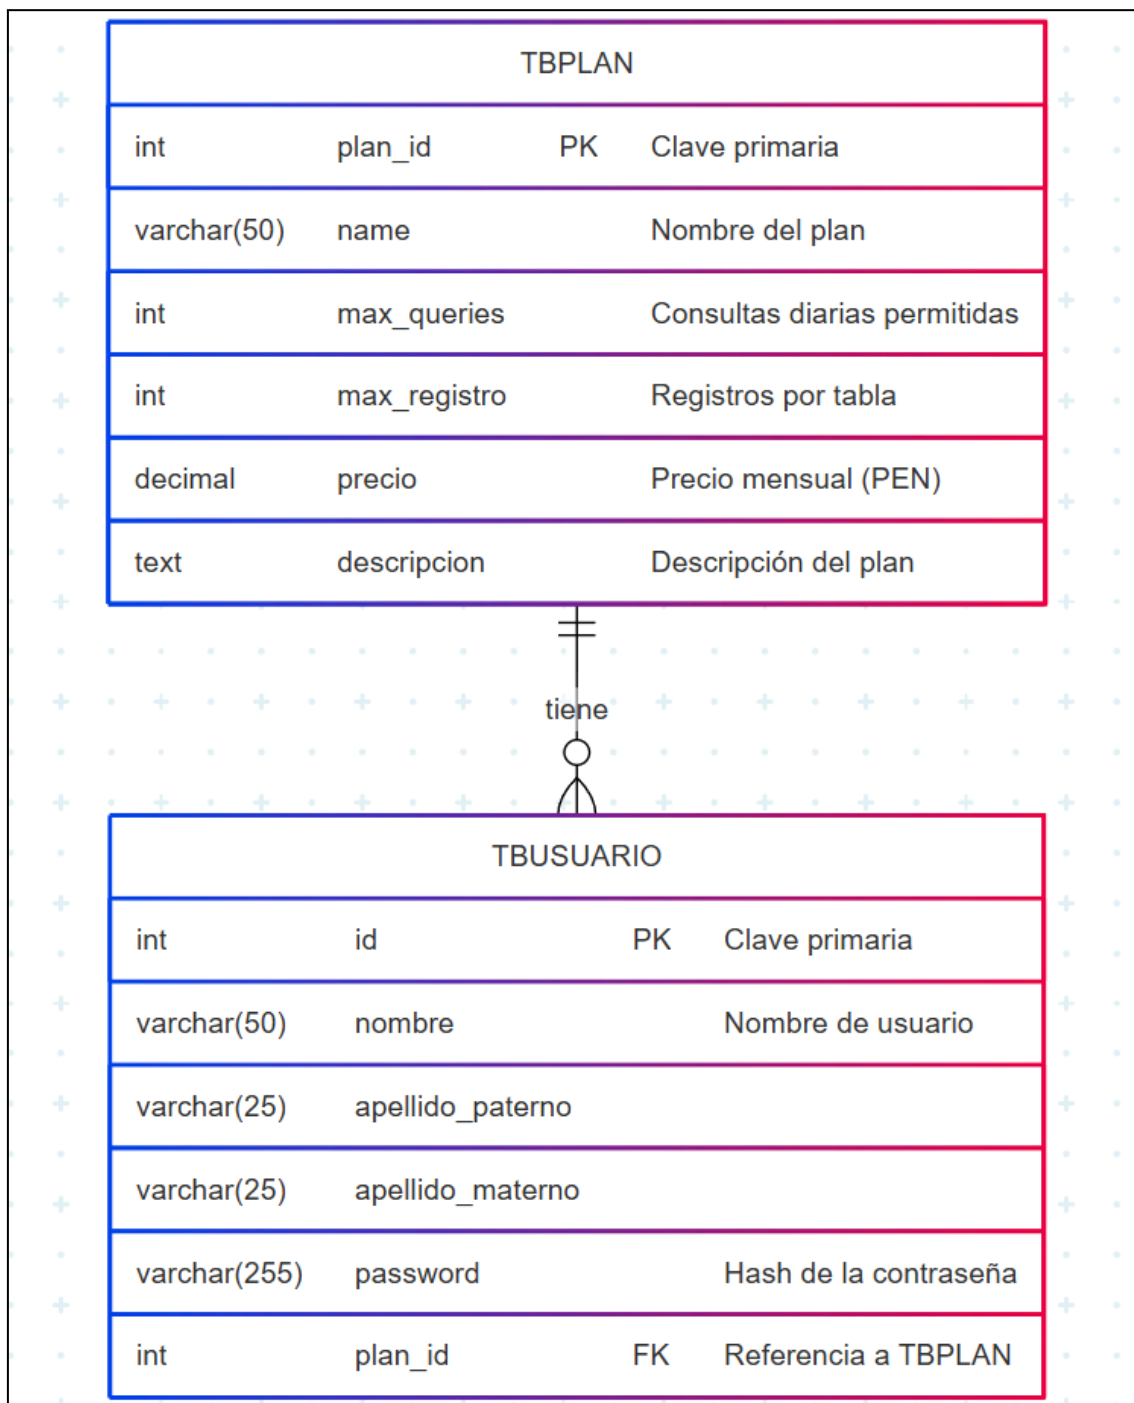 TBPLAN
int plan_id PK Clave primaria
varchar(50) name Nombre del plan
int max_queries Consultas diarias permitidas
int max_registro Registros por tabla
decimal precio Precio mensual (PEN)
text descripcion Descripción del plan
tiene
TBUSUARIO
int id PK Clave primaria
varchar(50) nombre Nombre de usuario
varchar(25) apellido_paterno
varchar(25) apellido_materno
varchar(255) password Hash de la contraseña
int plan_id FK Referencia a TBPLAN